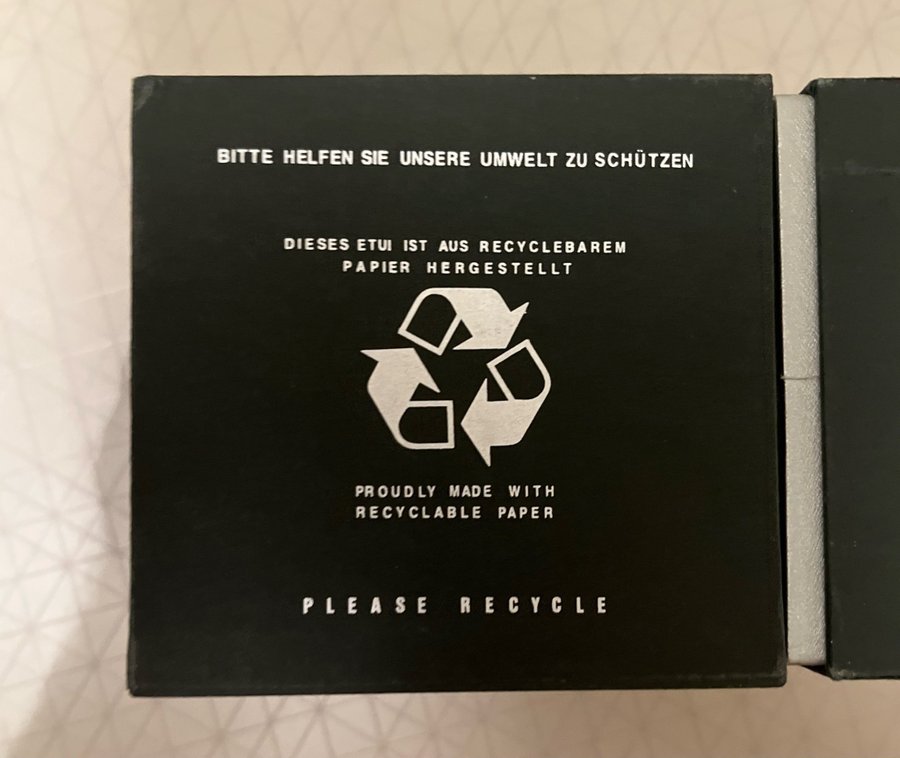 BITTE HELFEN SIE UNSERE UMWELT ZU SCHÜTZEN
DIESES ETUI IST AUS RECYCLEBAREM
PAPIER HERGESTELLT
PROUDLY MADE WITH
RECYCLABLE PAPER
PLEASE RECYCLE